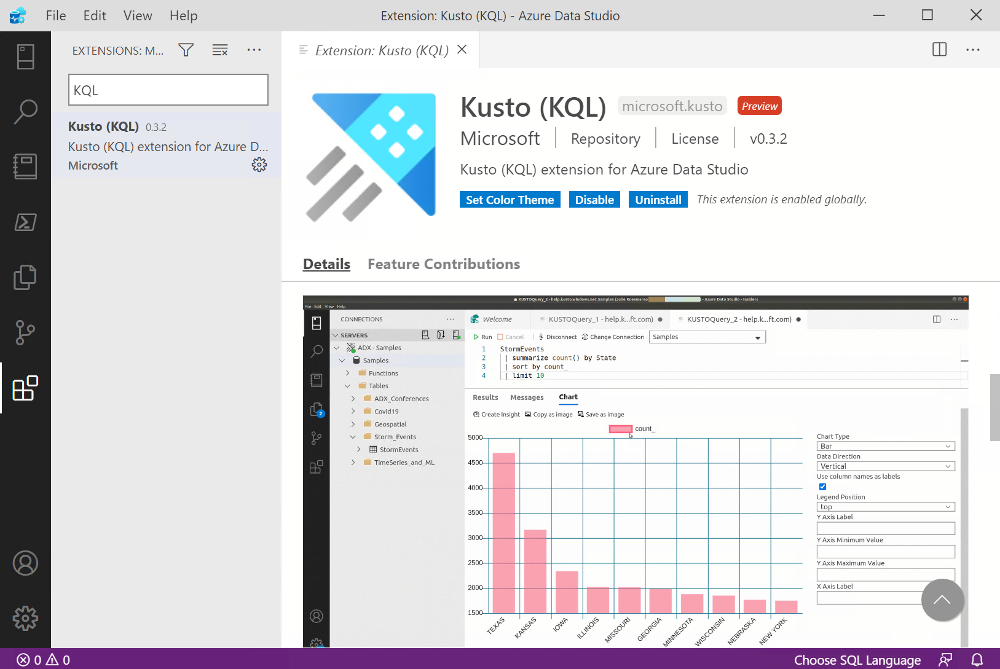 File Edit View Help
Extension: Kusto (KQL) - Azure Data Studio
EXTENSIONS: M...
KQL
Kusto (KQL) 0.3.2
Kusto (KQL) extension for Azure D...
Microsoft
Extension: Kusto (KQL)
Kusto (KQL) microsoft.kusto Preview
Microsoft Repository License v0.3.2
Kusto (KQL) extension for Azure Data Studio
Set Color Theme Disable Uninstall This extension is enabled globally.
Details Feature Contributions
KUSTOQuery_2 - help.kusto.windows.net.Samples (Julie Koesmarno - Azure Data Studio - Insiders
File Edit View Help
CONNECTIONS ...
SERVERS
ADX - Samples
Samples
Functions
Tables
ADX_Conferences
Covid19
Geospatial
Storm_Events
StormEvents
TimeSeries_and_ML
2
Welcome KUSTOQuery_1 - help.k...ft.com) KUSTOQuery_2 - help.k...ft.com)
Run Cancel Disconnect Change Connection Samples
1 StormEvents
2 | summarize count() by State
3 | sort by count_
4 | limit 10
Results Messages Chart
Create Insight Copy as image Save as image
count_
5000
4500
4000
3500
3000
2500
2000
1500
TEXAS KANSAS IOWA ILLINOIS MISSOURI GEORGIA MINNESOTA WISCONSIN NEBRASKA NEW YORK
Chart Type
Bar
Data Direction
Vertical
Use column names as labels
Legend Position
top
Y Axis Label
Y Axis Minimum Value
Y Axis Maximum Value
X Axis Label
0 0
Choose SQL Language